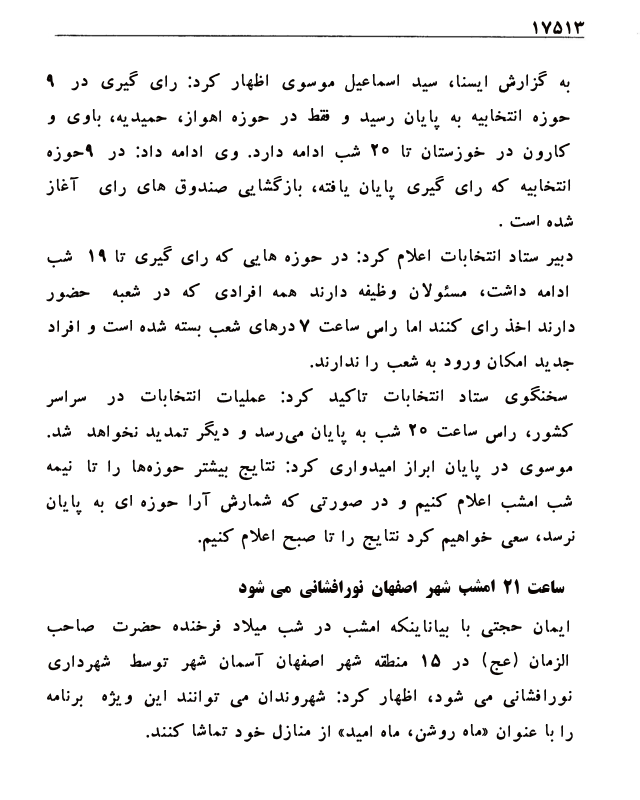 ۱۷۵۱۳
به گزارش ایسنا، سید اسماعیل موسوی اظهار کرد: رای گیری در ۹
حوزه انتخابیه به پایان رسید و فقط در حوزه اهواز، حمیدیه، باوی و
کارون در خوزستان تا ۲۰ شب ادامه دارد. وی ادامه داد: در ۹حوزه
انتخابیه که رای گیری پایان یافته، بازگشایی صندوق های رای آغاز
شده است .
دبیر ستاد انتخابات اعلام کرد: در حوزه هایی که رای گیری تا ۱۹ شب
ادامه داشت، مسئولان وظیفه دارند همه افرادی که در شعبه حضور
دارند اخذ رای کنند اما راس ساعت ۷ درهای شعب بسته شده است و افراد
جدید امکان ورود به شعب را ندارند.
سخنگوی ستاد انتخابات تاکید کرد: عملیات انتخابات در سراسر
کشور، راس ساعت ۲۰ شب به پایان می‌رسد و دیگر تمدید نخواهد شد.
موسوی در پایان ابراز امیدواری کرد: نتایج بیشتر حوزه‌ها را تا نیمه
شب امشب اعلام کنیم و در صورتی که شمارش آرا حوزه ای به پایان
نرسد، سعی خواهیم کرد نتایج را تا صبح اعلام کنیم.
ساعت ۲۱ امشب شهر اصفهان نورافشانی می شود
ایمان حجتی با بیاناینکه امشب در شب میلاد فرخنده حضرت صاحب
الزمان (عج) در ۱۵ منطقه شهر اصفهان آسمان شهر توسط شهرداری
نورافشانی می شود، اظهار کرد: شهروندان می توانند این ویژه برنامه
را با عنوان «ماه روشن، ماه امید» از منازل خود تماشا کنند.